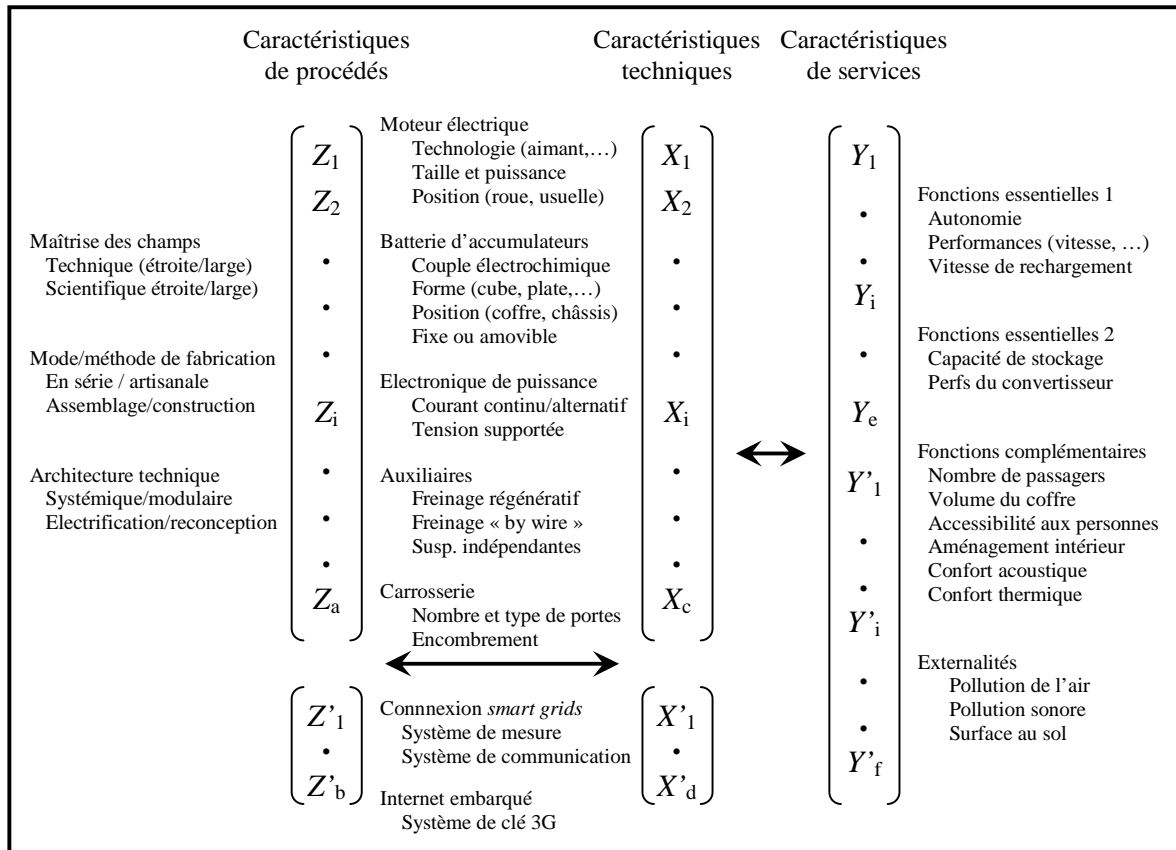 Caractéristiques
de procédés
Caractéristiques
techniques
Caractéristiques
de services
Maîtrise des champs
Technique (étroite/large)
Scientifique étroite/large)
Mode/méthode de fabrication
En série / artisanale
Assemblage/construction
Architecture technique
Systémique/modulaire
Electrification/reconception
Z1
Z2
Zi
Za
Z'1
Z'b
Moteur électrique
Technologie (aimant,…)
Taille et puissance
Position (roue, usuelle)
Batterie d'accumulateurs
Couple électrochimique
Forme (cube, plate,…)
Position (coffre, châssis)
Fixe ou amovible
Electronique de puissance
Courant continu/alternatif
Tension supportée
Auxiliaires
Freinage régénératif
Freinage « by wire »
Susp. indépendantes
Carrosserie
Nombre et type de portes
Encombrement
Connnexion smart grids
Système de mesure
Système de communication
Internet embarqué
Système de clé 3G
X1
X2
Xi
Xc
X'1
X'd
Y1
Yi
Ye
Y'1
Y'i
Y'f
Fonctions essentielles 1
Autonomie
Performances (vitesse, …)
Vitesse de rechargement
Fonctions essentielles 2
Capacité de stockage
Perfs du convertisseur
Fonctions complémentaires
Nombre de passagers
Volume du coffre
Accessibilité aux personnes
Aménagement intérieur
Confort acoustique
Confort thermique
Externalités
Pollution de l'air
Pollution sonore
Surface au sol